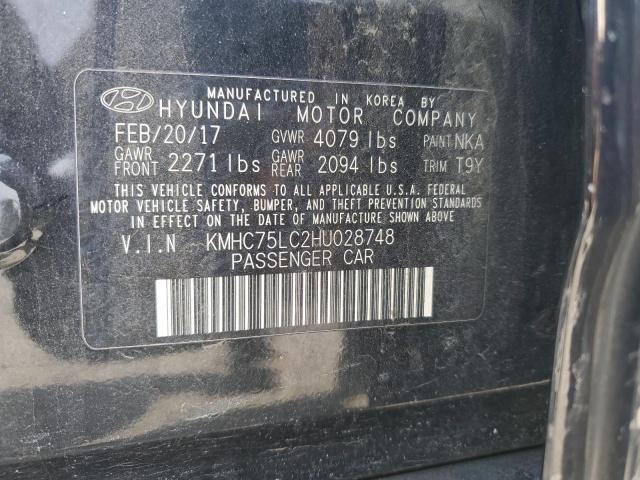 MANUFACTURED IN KOREA BY
HYUNDAI MOTOR COMPANY
FEB/20/17 GVWR 4079 lbs PAINT NKA
GAWR FRONT 2271 lbs GAWR REAR 2094 lbs TRIM T9Y
THIS VEHICLE CONFORMS TO ALL APPLICABLE U.S.A. FEDERAL
MOTOR VEHICLE SAFETY, BUMPER, AND THEFT PREVENTION STANDARDS
IN EFFECT ON THE DATE OF MANUFACTURE SHOWN ABOVE
V.I.N KMHC75LC2HU028748
PASSENGER CAR